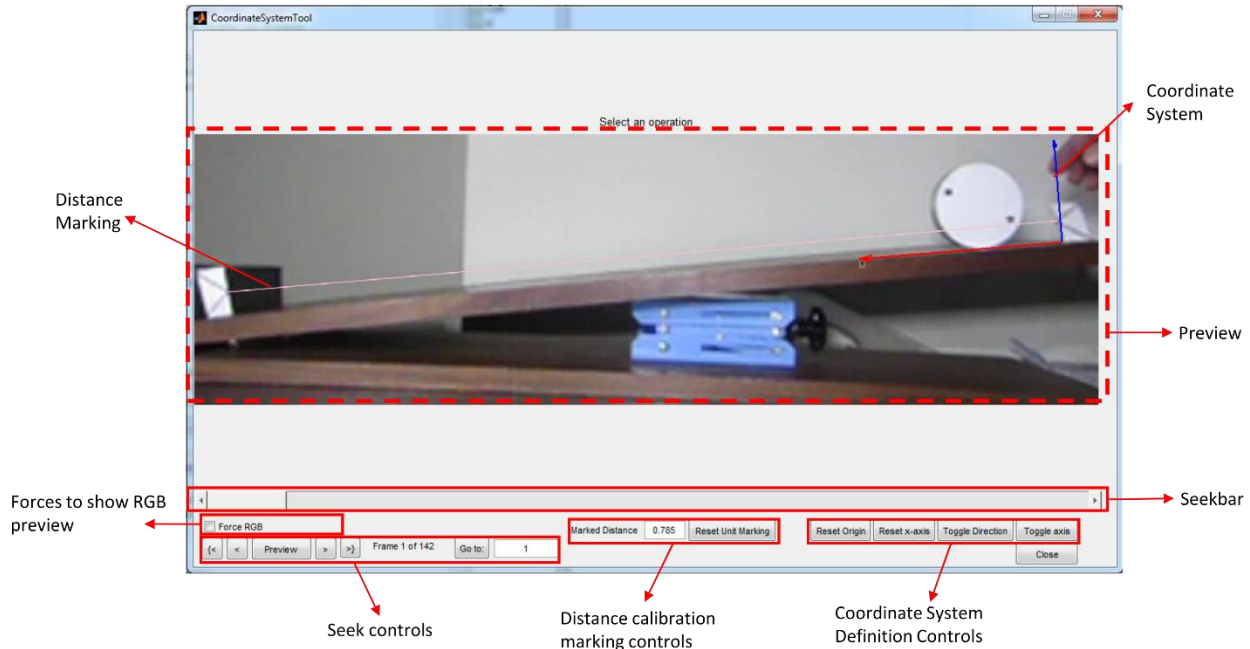 CoordinateSystemTool
Select an operation
Coordinate
System
Distance
Marking
Preview
Forces to show RGB
preview
Seekbar
Force RGB
Marked Distance 0.785 Reset Unit Marking
Reset Origin Reset x-axis Toggle Direction Toggle axis
{< < Preview > >} Frame 1 of 142 Go to: 1
Close
Seek controls
Distance calibration
marking controls
Coordinate System
Definition Controls